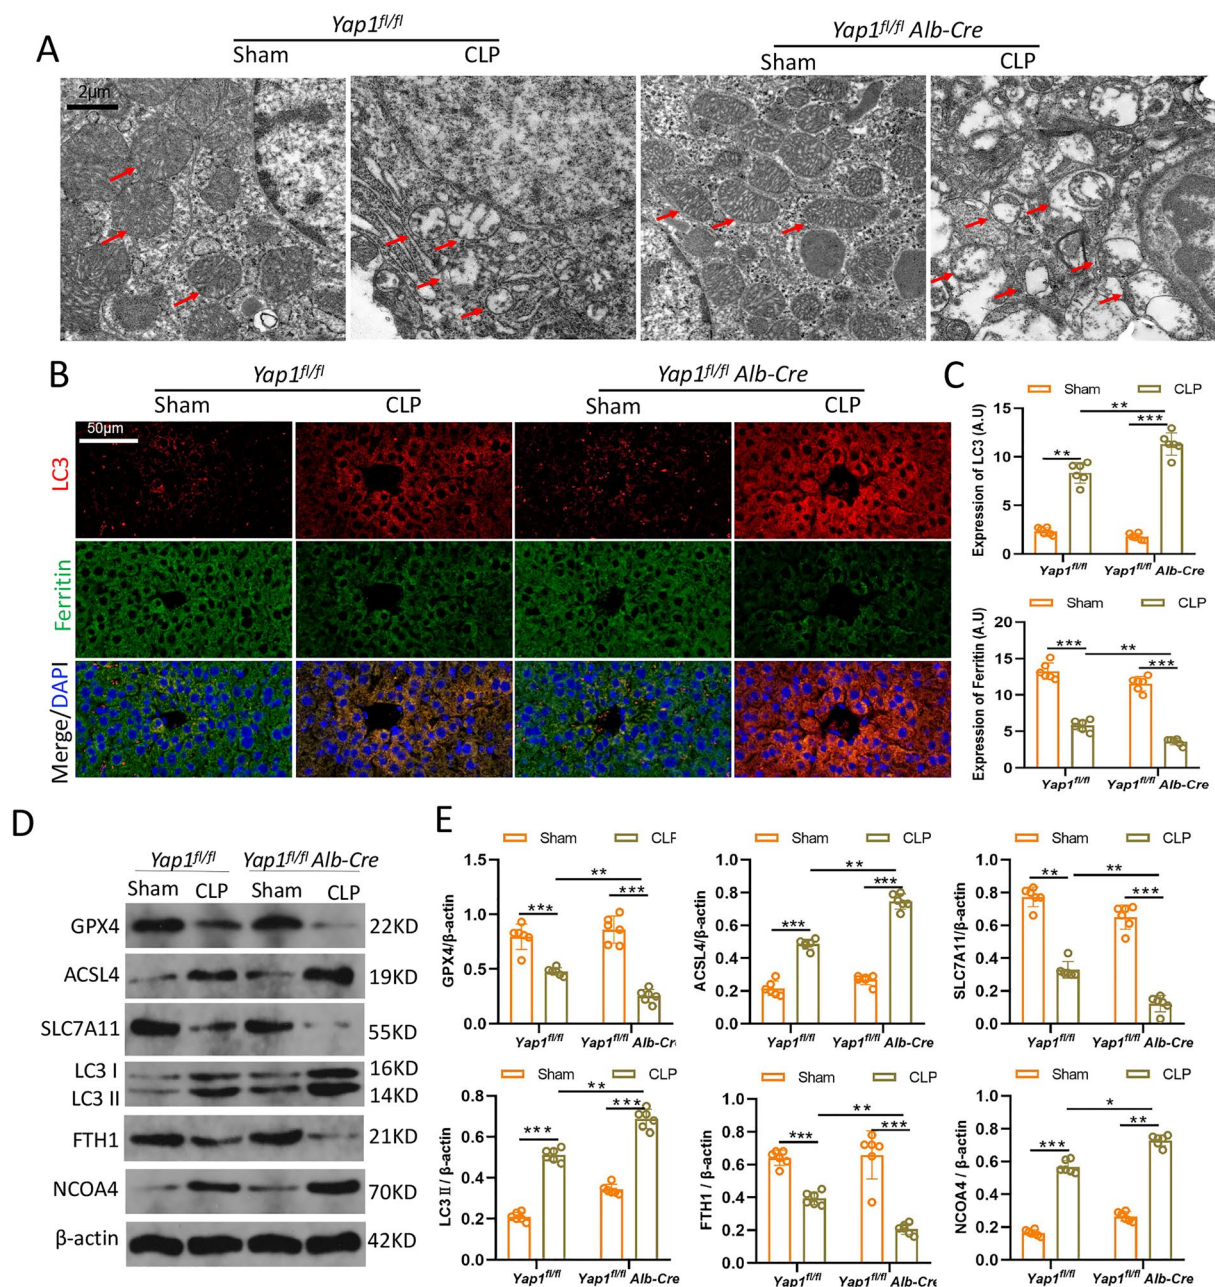 A
Yap1fl/fl
Yap1fl/fl Alb-Cre
Sham
CLP
Sham
CLP
2μm
B
Yap1fl/fl
Yap1fl/fl Alb-Cre
Sham
CLP
Sham
CLP
50μm
LC3
Ferritin
Merge/DAPI
C
Sham
CLP
Expression of LC3 (A.U)
15
10
5
0
**
***
**
Yap1fl/fl
Yap1fl/fl Alb-Cre
Sham
CLP
Expression of Ferritin (A.U)
20
15
10
5
0
***
**
***
Yap1fl/fl
Yap1fl/fl Alb-Cre
D
Yap1fl/fl
Yap1fl/fl Alb-Cre
Sham
CLP
Sham
CLP
GPX4
22KD
ACSL4
19KD
SLC7A11
55KD
LC3 I
16KD
LC3 II
14KD
FTH1
21KD
NCOA4
70KD
β-actin
42KD
E
Sham
CLP
GPX4/β-actin
1.5
1.0
0.5
0.0
***
**
***
Yap1fl/fl
Yap1fl/fl Alb-Cre
Sham
CLP
ACSL4/β-actin
1.0
0.8
0.6
0.4
0.2
0.0
***
**
***
Yap1fl/fl
Yap1fl/fl Alb-Cre
Sham
CLP
SLC7A11/β-actin
1.0
0.8
0.6
0.4
0.2
0.0
**
**
***
Yap1fl/fl
Yap1fl/fl Alb-Cre
Sham
CLP
LC3 II / β-actin
0.8
0.6
0.4
0.2
0.0
***
**
***
Yap1fl/fl
Yap1fl/fl Alb-Cre
Sham
CLP
FTH1 / β-actin
1.0
0.8
0.6
0.4
0.2
0.0
***
**
***
Yap1fl/fl
Yap1fl/fl Alb-Cre
Sham
CLP
NCOA4 / β-actin
1.0
0.8
0.6
0.4
0.2
0.0
***
*
**
Yap1fl/fl
Yap1fl/fl Alb-Cre